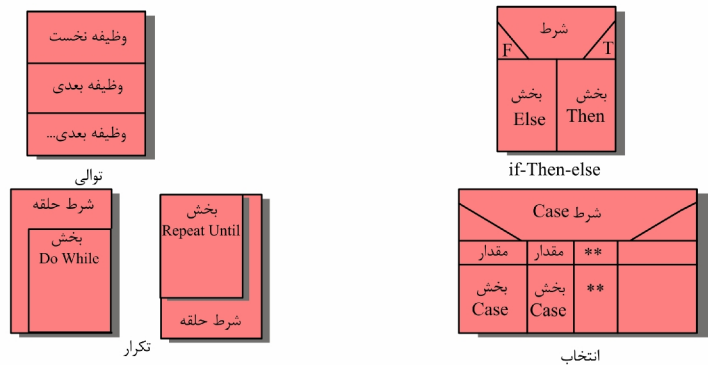 وظیفه نخست
وظیفه بعدی
وظیفه بعدی...
توالی
شرط
F
T
بخش
Else
بخش
Then
if-Then-else
شرط حلقه
بخش
Do While
بخش
Repeat Until
شرط حلقه
تکرار
شرط Case
مقدار
مقدار
**
بخش
Case
بخش
Case
**
انتخاب